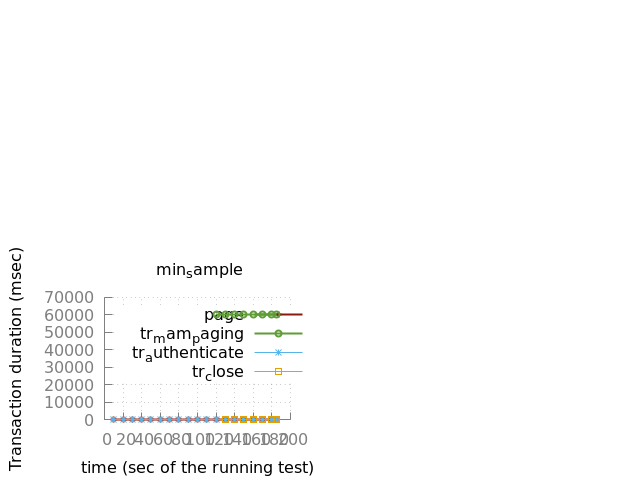 min_sample
Transaction duration (msec)
70000
60000
50000
40000
30000
20000
10000
0
page
tr_mam_paging
tr_authenticate
tr_close
0 20 40 60 80 100 120 140 160 180 200
time (sec of the running test)